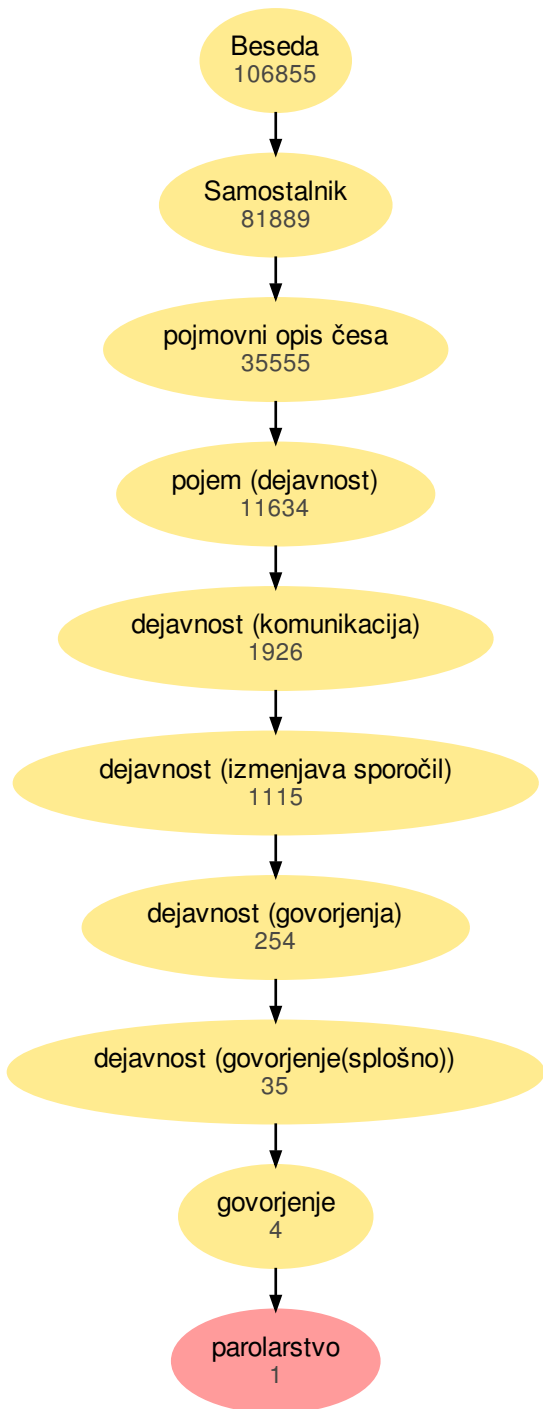 Beseda
106855
Samostalnik
81889
pojmovni opis česa
35555
pojem (dejavnost)
11634
dejavnost (komunikacija)
1926
dejavnost (izmenjava sporočil)
1115
dejavnost (govorjenja)
254
dejavnost (govorjenje(splošno))
35
govorjenje
4
parolarstvo
1